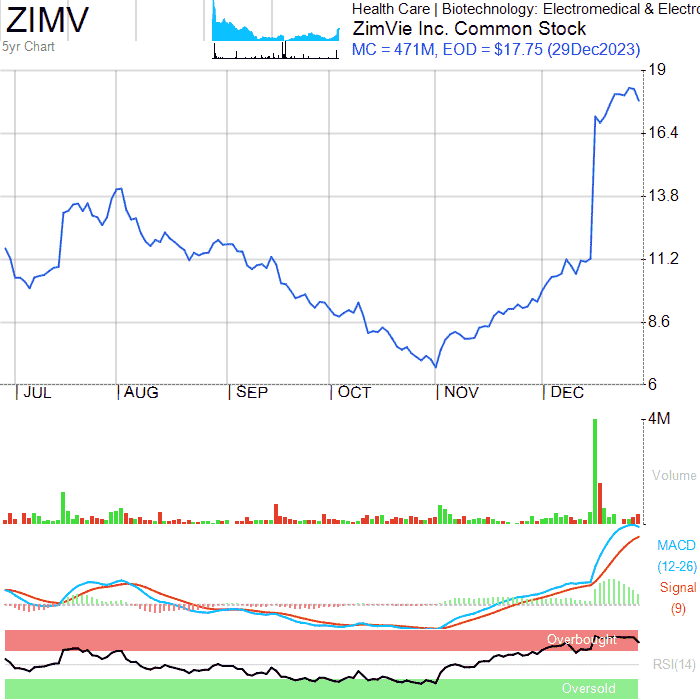 ZIMV
5yr Chart
Health Care | Biotechnology: Electromedical & Electro
ZimVie Inc. Common Stock
MC = 471M, EOD = $17.75 (29Dec2023)
19
16.4
13.8
11.2
8.6
6
JUL AUG SEP OCT NOV DEC
4M
Volume
MACD
(12-26)
Signal
(9)
Overbought
RSI(14)
Oversold